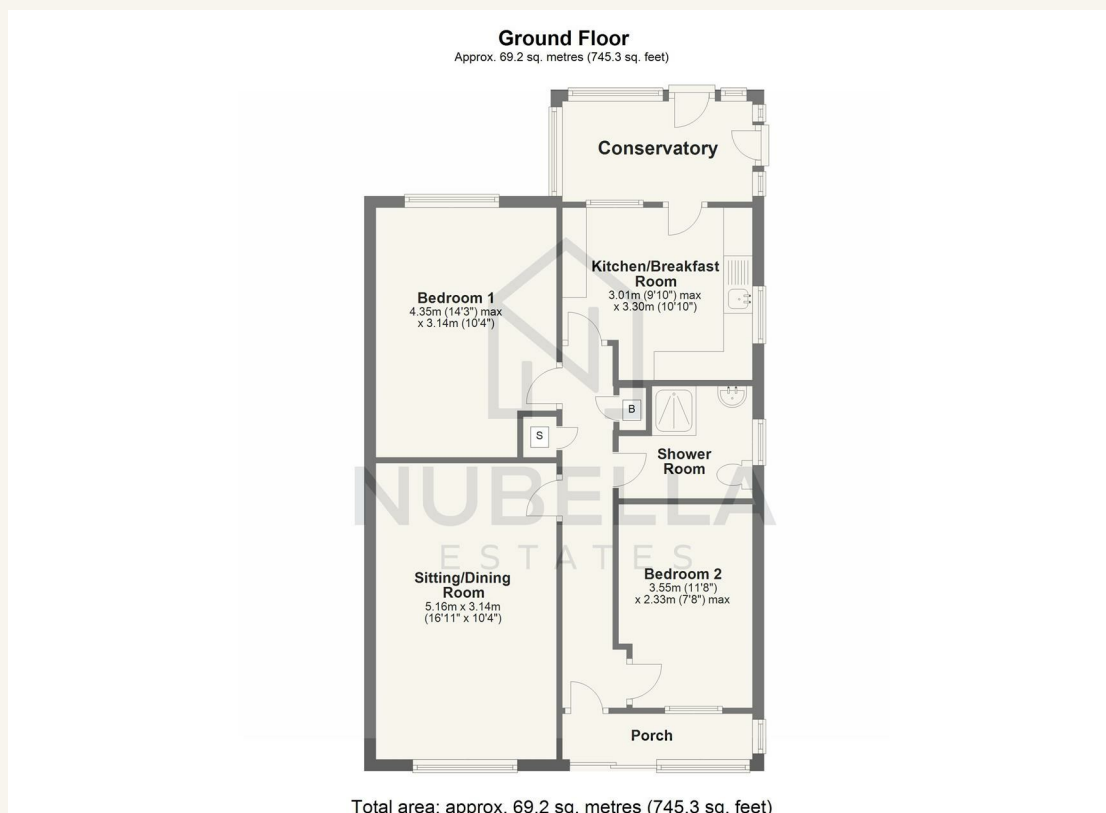 Ground Floor
Approx. 69.2 sq. metres (745.3 sq. feet)
Conservatory
Kitchen/Breakfast
Room
3.01m (9'10") max
x 3.30m (10'10")
Bedroom 1
4.35m (14'3") max
x 3.14m (10'4")
B
S
Shower
Room
NUBELLA
ESTATES
Bedroom 2
3.55m (11'8")
x 2.33m (7'8") max
Sitting/Dining
Room
5.16m x 3.14m
(16'11" x 10'4")
Porch
Total area: approx. 69.2 sq. metres (745.3 sq. feet)